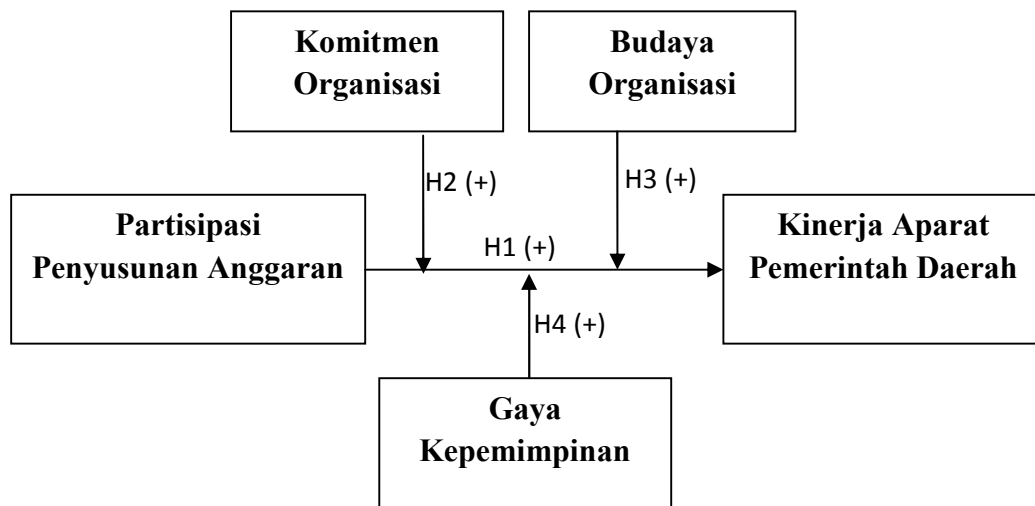 Komitmen
Organisasi
Budaya
Organisasi
H2 (+)
H3 (+)
Partisipasi
Penyusunan Anggaran
H1 (+)
Kinerja Aparat
Pemerintah Daerah
H4 (+)
Gaya
Kepemimpinan